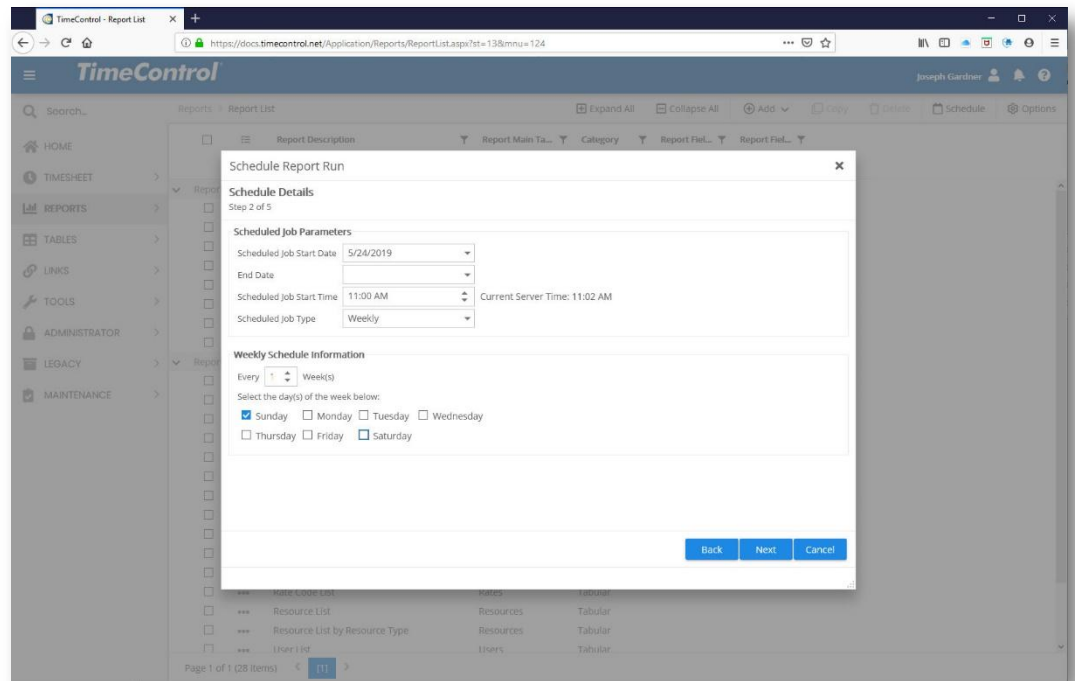 TimeControl - Report List
https://docs.timecontrol.net/Application/Reports/ReportList.aspx?st=13&mnu=124
TimeControl
Joseph Gardner
Search...
Reports > Report List
Expand All
Collapse All
Add
Copy
Delete
Schedule
Options
Report Description
Report Main Ta...
Category
Report Fiel...
Report Fiel...
HOME
TIMESHEET
REPORTS
TABLES
LINKS
TOOLS
ADMINISTRATOR
LEGACY
MAINTENANCE
Schedule Report Run
Schedule Details
Step 2 of 5
Scheduled Job Parameters
Scheduled Job Start Date 5/24/2019
End Date
Scheduled Job Start Time 11:00 AM Current Server Time: 11:02 AM
Scheduled Job Type Weekly
Weekly Schedule Information
Every 1 Week(s)
Select the day(s) of the week below:
Sunday Monday Tuesday Wednesday
Thursday Friday Saturday
Back Next Cancel
Rate Code List Rates Tabular
Resource List Resources Tabular
Resource List by Resource Type Resources Tabular
User List Users Tabular
Page 1 of 1 (28 items) [1]